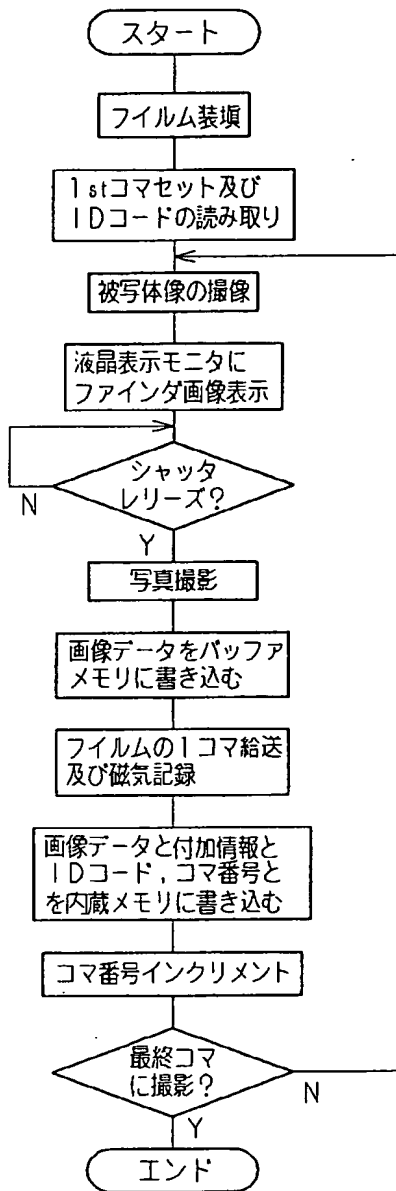 スタート
フイルム装填
1stコマセット及び
IDコードの読み取り
被写体像の撮像
液晶表示モニタに
ファインダ画像表示
シャッタ
レリーズ?
N
Y
写真撮影
画像データをバッファ
メモリに書き込む
フイルムの1コマ給送
及び磁気記録
画像データと付加情報と
IDコード,コマ番号と
を内蔵メモリに書き込む
コマ番号インクリメント
最終コマ
に撮影?
N
Y
エンド